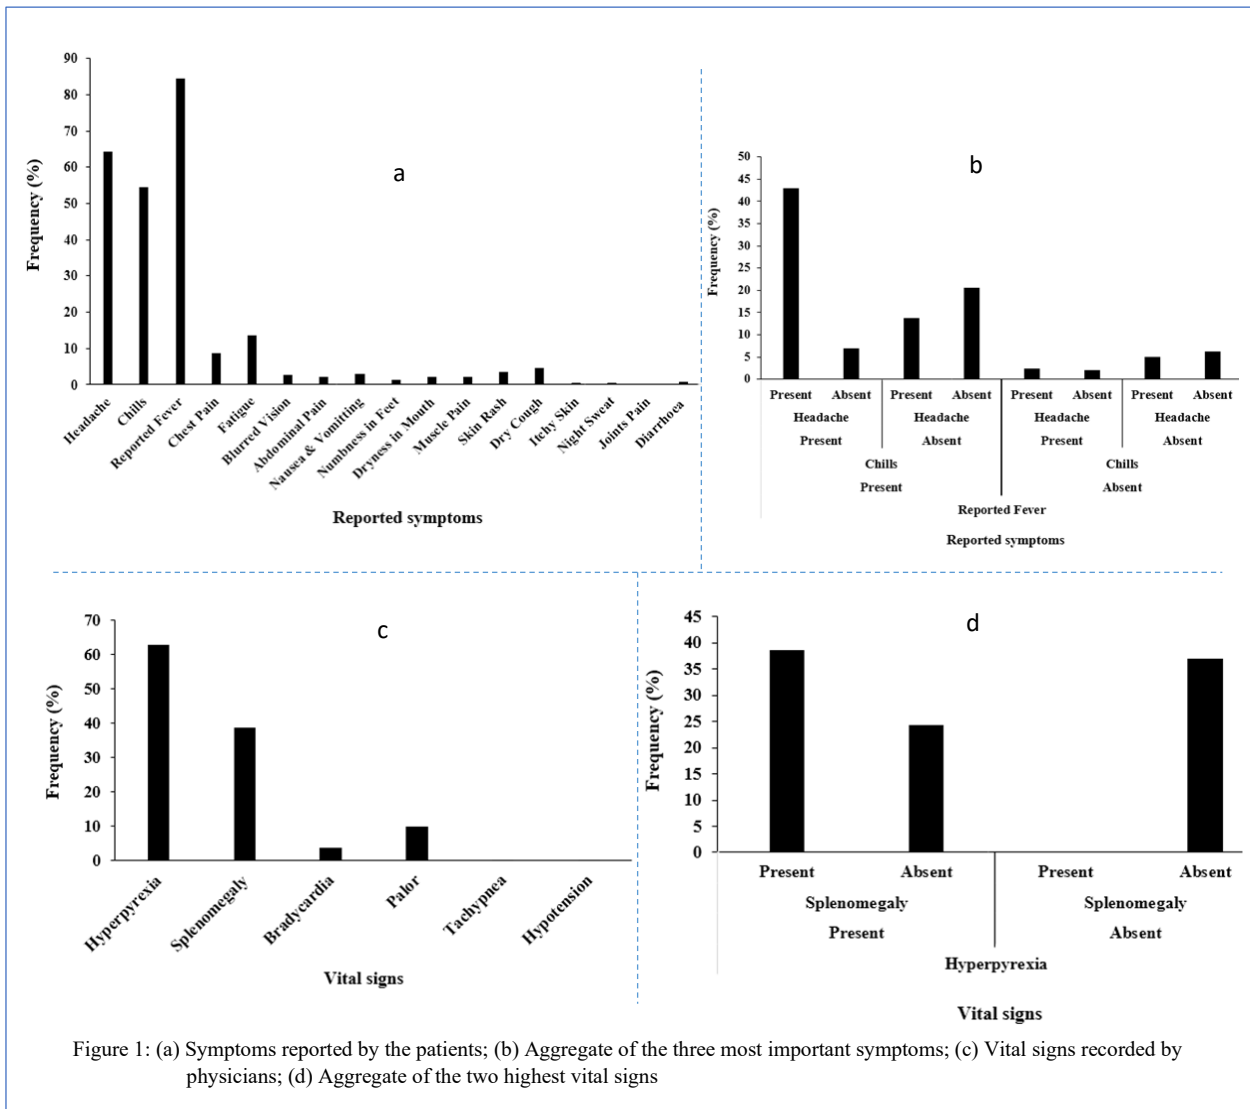 a
90
80
70
60
50
40
30
20
10
0
Frequency (%)
Headache
Chills
Reported Fever
Chest Pain
Fatigue
Blurred Vision
Abdominal Pain
Nausea & Vomitting
Numbness in Feet
Dryness in Mouth
Muscle Pain
Skin Rash
Dry Cough
Itchy Skin
Night Sweat
Joints Pain
Diarrhoea
Reported symptoms
b
50
45
40
35
30
25
20
15
10
5
0
Frequency (%)
Present Absent Present Absent Present Absent Present Absent
Headache Headache Headache Headache
Present Absent Present Absent
Chills Chills
Present Absent
Reported Fever
Reported symptoms
c
70
60
50
40
30
20
10
0
Frequency (%)
Hyperpyrexia
Splenomegaly
Bradycardia
Palor
Tachypnea
Hypotension
Vital signs
d
45
40
35
30
25
20
15
10
5
0
Frequency (%)
Present Absent Present Absent
Splenomegaly Splenomegaly
Present Absent
Hyperpyrexia
Vital signs
Figure 1: (a) Symptoms reported by the patients; (b) Aggregate of the three most important symptoms; (c) Vital signs recorded by
physicians; (d) Aggregate of the two highest vital signs